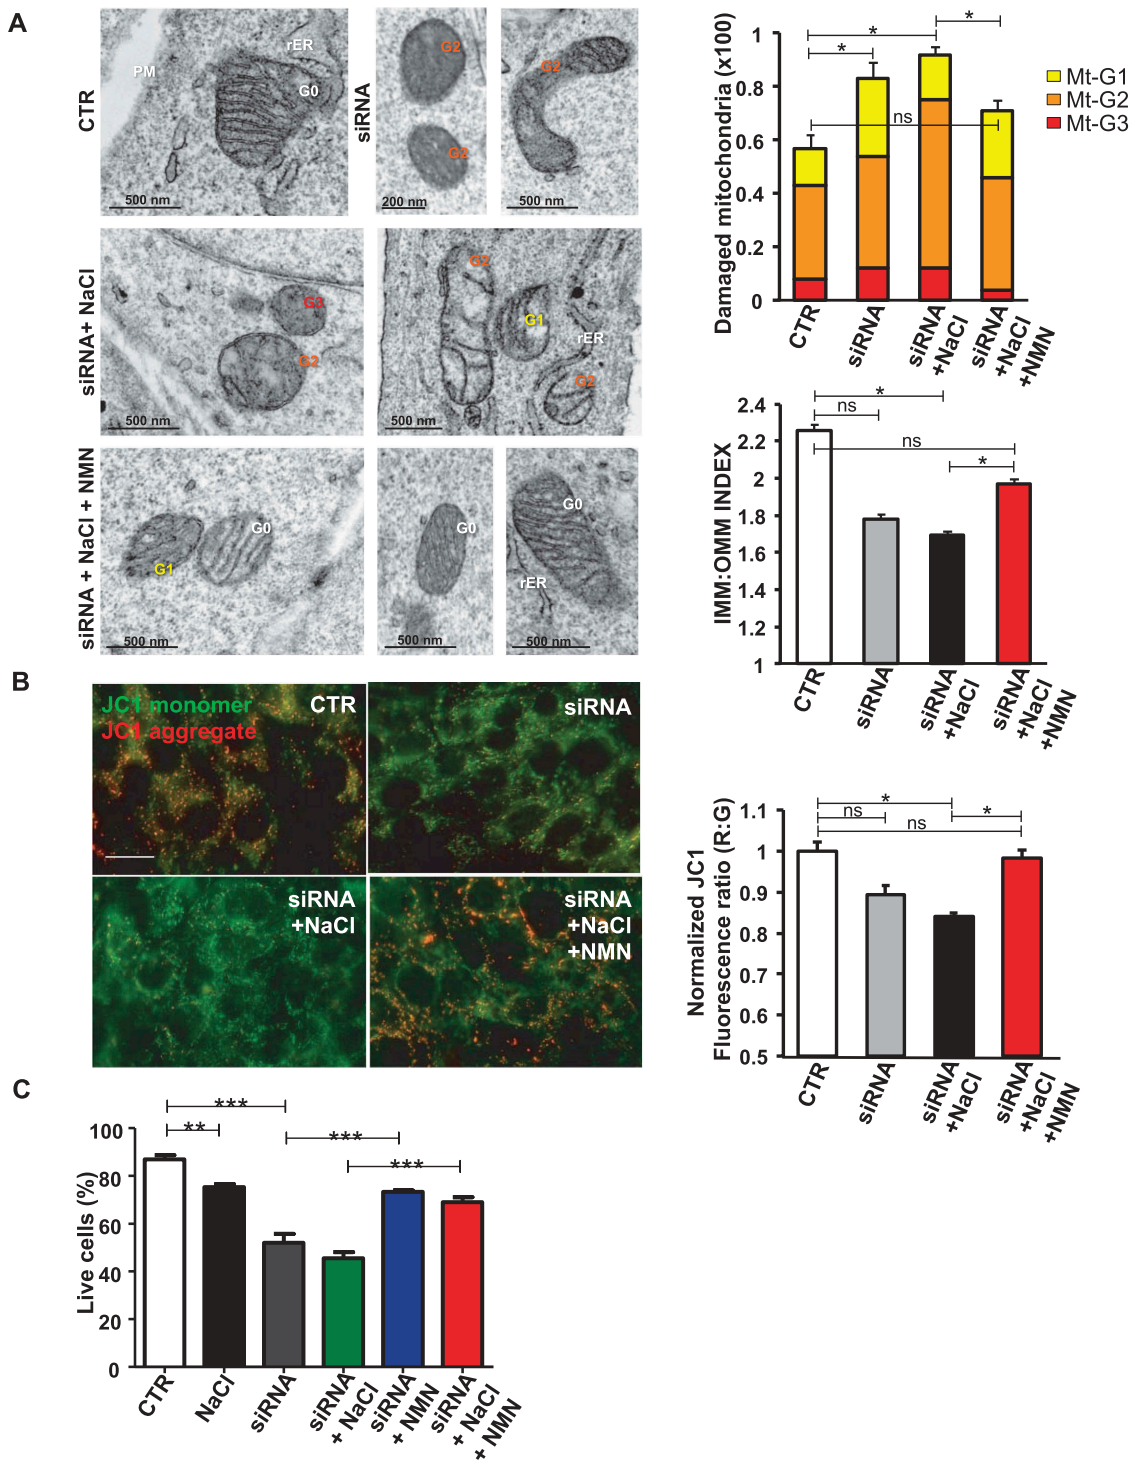 A
CTR
PM
rER
G0
500 nm
siRNA
G2
G2
200 nm
G2
500 nm
siRNA+ NaCl
G3
G2
500 nm
G2
G1
rER
G2
500 nm
siRNA + NaCl + NMN
G1
G0
500 nm
G0
500 nm
G0
rER
500 nm
Damaged mitochondria (x100)
1
0.8
0.6
0.4
0.2
0
*
*
*
ns
Mt-G1
Mt-G2
Mt-G3
CTR
siRNA
siRNA
+NaCl
siRNA
+NaCl
+NMN
IMM:OMM INDEX
2.4
2.2
2
1.8
1.6
1.4
1.2
1
*
ns
ns
*
CTR
siRNA
siRNA
+NaCl
siRNA
+NaCl
+NMN
B
JC1 monomer
JC1 aggregate
CTR
siRNA
siRNA
+NaCl
siRNA
+NaCl
+NMN
Normalized JC1
Fluorescence ratio (R:G)
1.1
1
0.9
0.8
0.7
0.6
0.5
*
ns
*
ns
CTR
siRNA
siRNA
+NaCl
siRNA
+NaCl
+NMN
C
Live cells (%)
100
80
60
40
20
0
***
**
***
***
CTR
NaCl
siRNA
siRNA
+ NaCl
siRNA
+ NMN
siRNA
+ NaCl
+ NMN